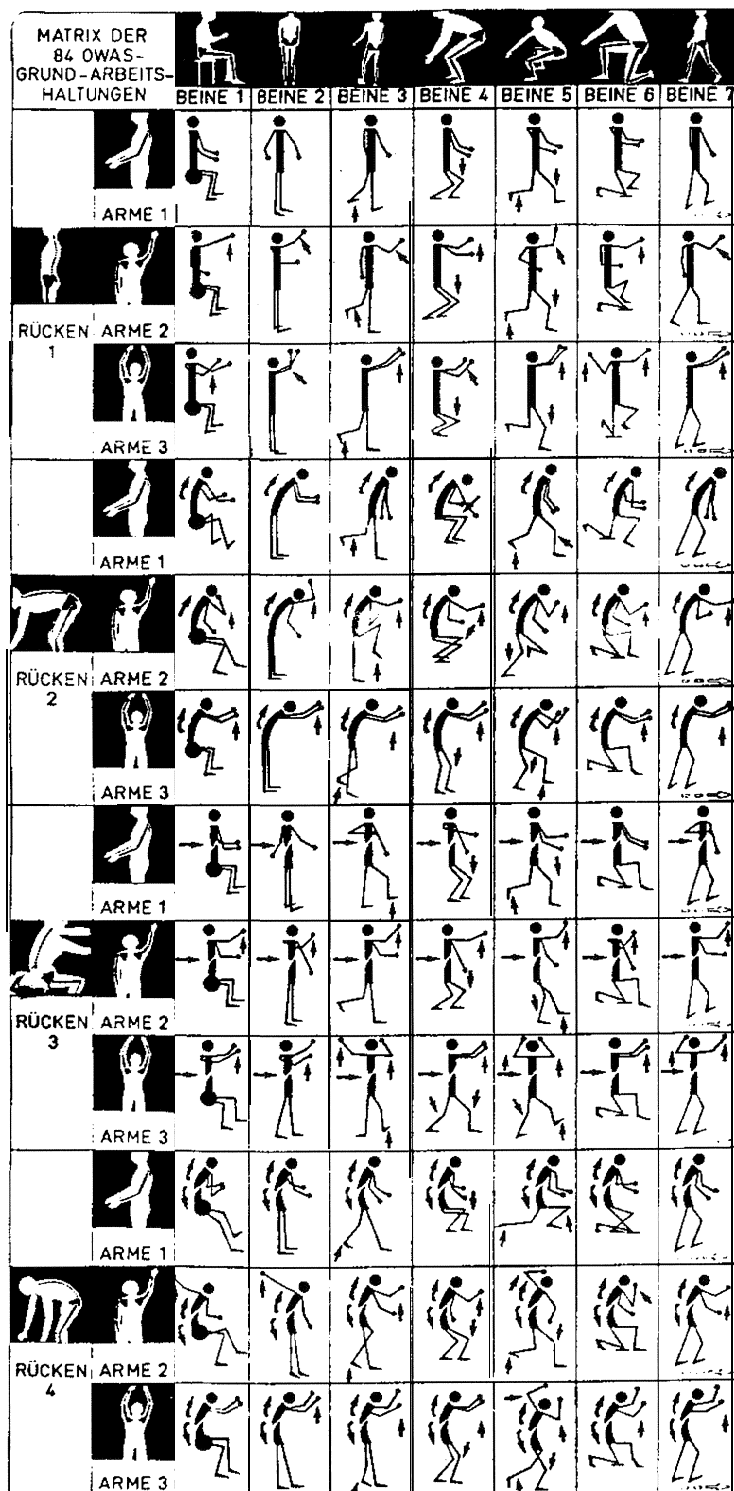 MATRIX DER
84 OWAS-
GRUND-ARBEITS-
HALTUNGEN
BEINE 1 BEINE 2 BEINE 3 BEINE 4 BEINE 5 BEINE 6 BEINE 7
ARME 1
RÜCKEN ARME 2
1
ARME 3
ARME 1
RÜCKEN ARME 2
2
ARME 3
ARME 1
RÜCKEN ARME 2
3
ARME 3
ARME 1
RÜCKEN ARME 2
4
ARME 3